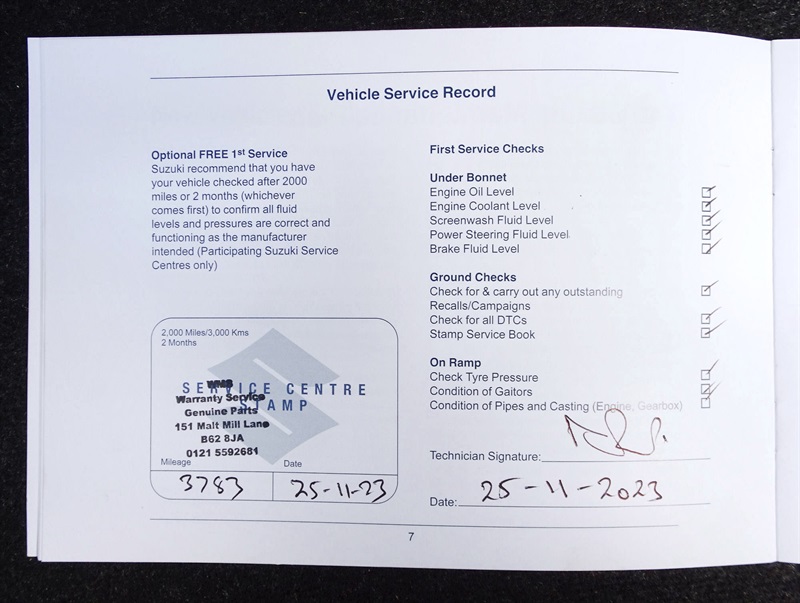 Vehicle Service Record
Optional FREE 1st Service
Suzuki recommend that you have
your vehicle checked after 2000
miles or 2 months (whichever
comes first) to confirm all fluid
levels and pressures are correct and
functioning as the manufacturer
intended (Participating Suzuki Service
Centres only)
2,000 Miles/3,000 Kms
2 Months
SERVICE CENTRE
STAMP
Warranty Service
Genuine Parts
151 Malt Mill Lane
B62 8JA
0121 5592681
Mileage
Date
3783
25-11-23
First Service Checks
Under Bonnet
Engine Oil Level
Engine Coolant Level
Screenwash Fluid Level
Power Steering Fluid Level
Brake Fluid Level
Ground Checks
Check for & carry out any outstanding
Recalls/Campaigns
Check for all DTCs
Stamp Service Book
On Ramp
Check Tyre Pressure
Condition of Gaitors
Condition of Pipes and Casting (Engine, Gearbox)
Technician Signature:
Date: 25-11-2023
7